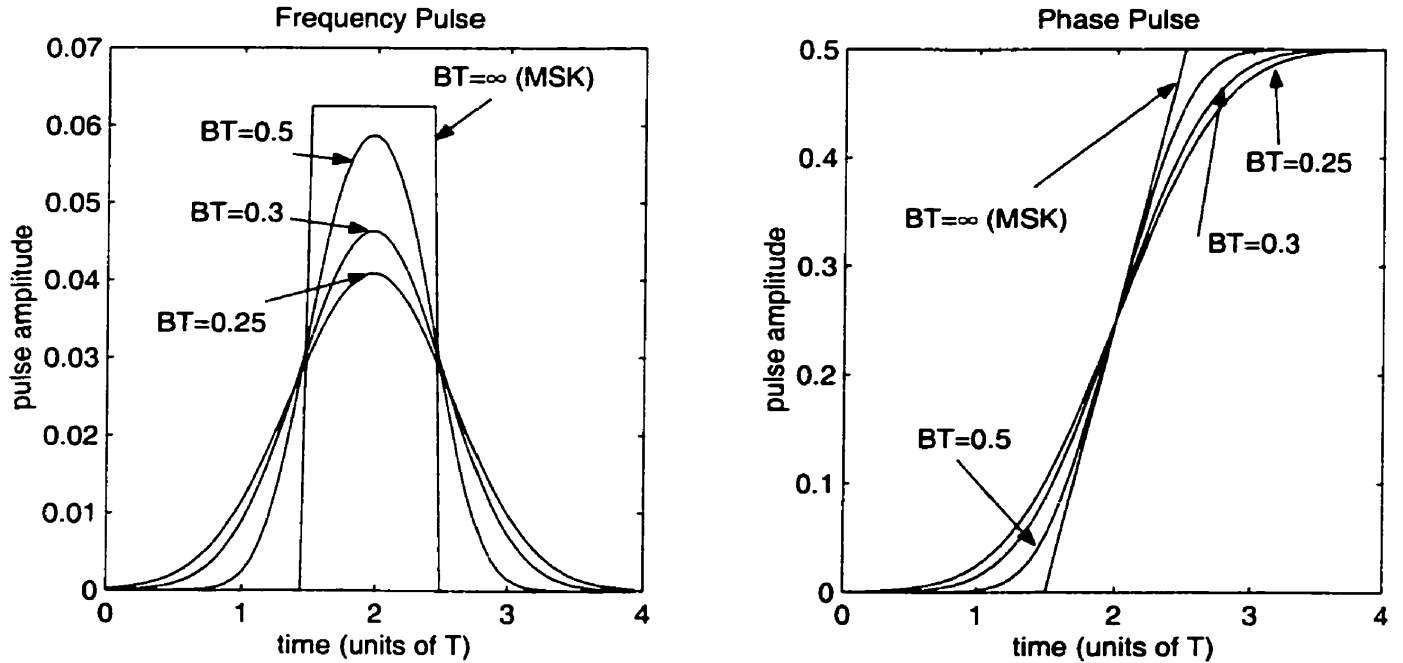 Frequency Pulse
0.07
0.06
0.05
0.04
0.03
0.02
0.01
0
pulse amplitude
BT=∞ (MSK)
BT=0.5
BT=0.3
BT=0.25
0
1
2
3
4
time (units of T)
Phase Pulse
0.5
0.4
0.3
0.2
0.1
0
pulse amplitude
BT=0.25
BT=∞ (MSK)
BT=0.3
BT=0.5
0
1
2
3
4
time (units of T)